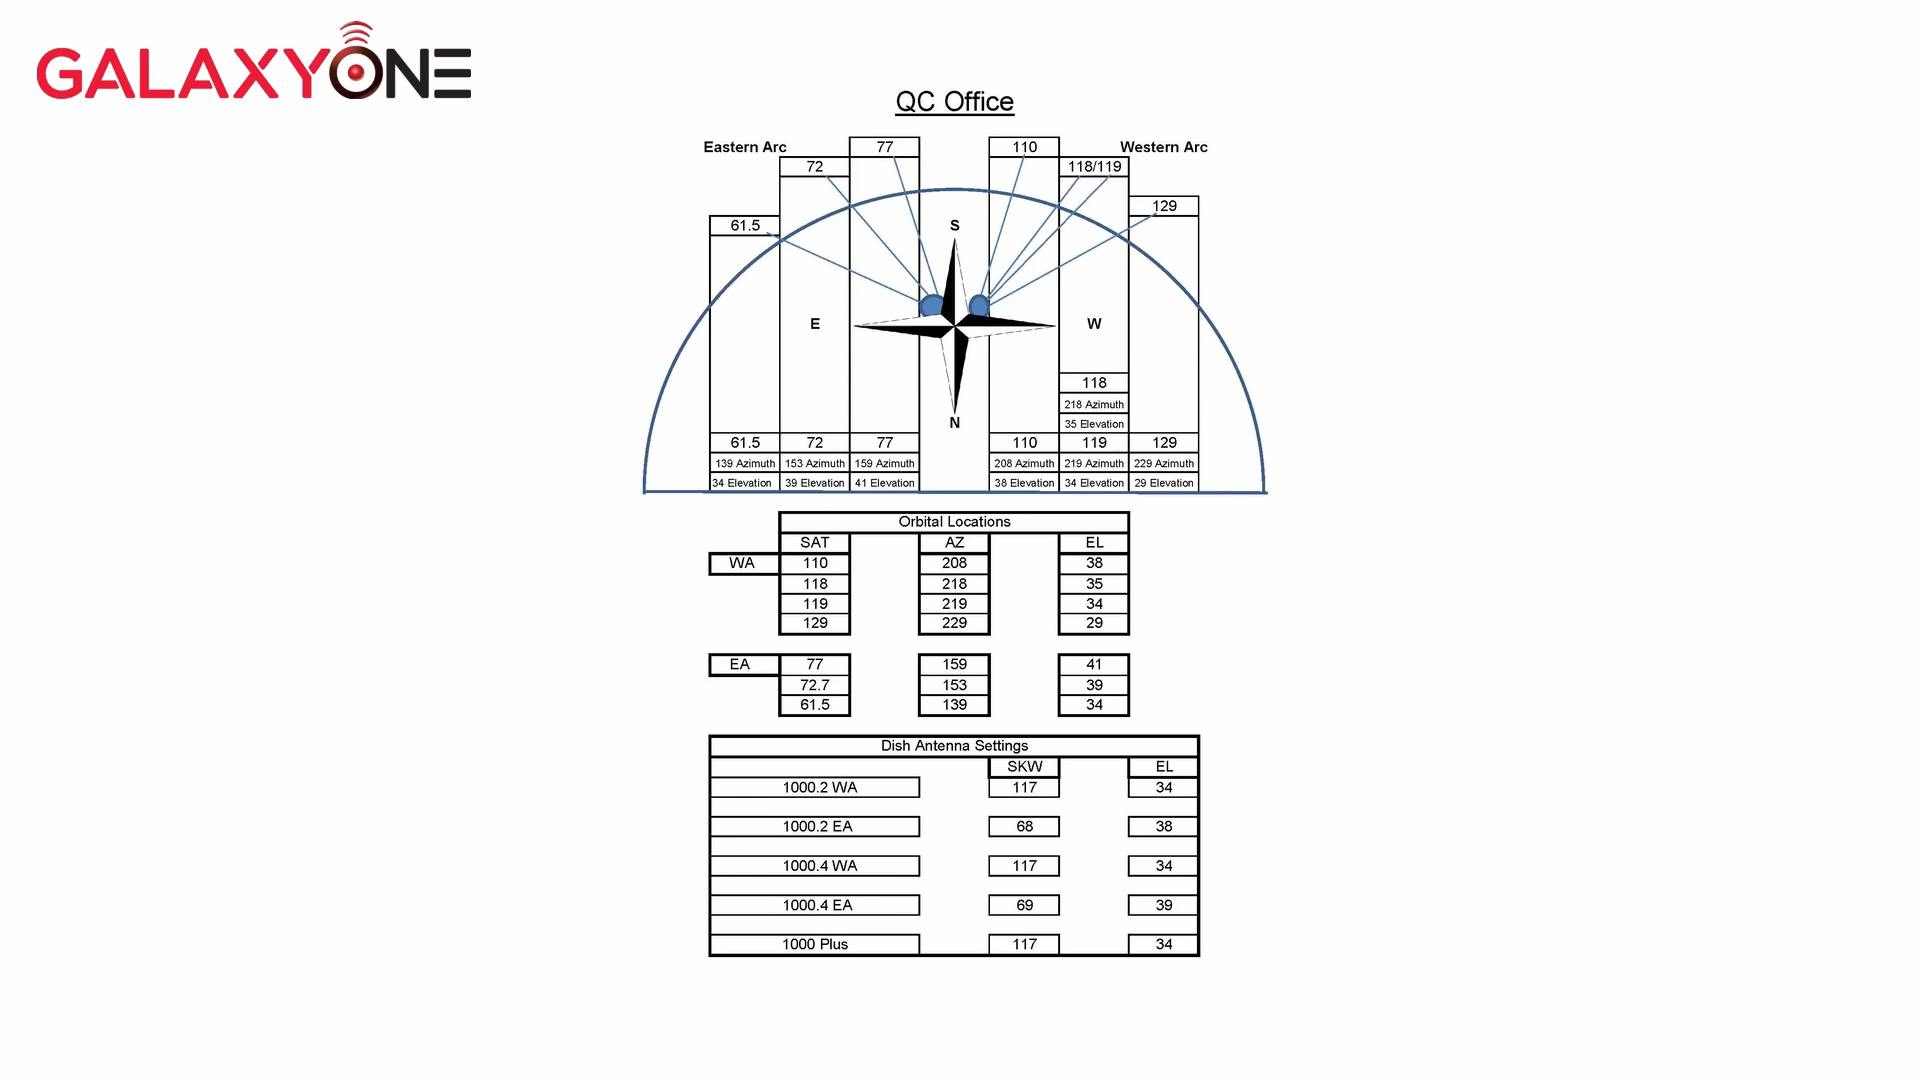 GALAXYONE
QC Office
Eastern Arc 77 110 Western Arc
72 118/119
129
61.5
S
E W
118
218 Azimuth
N 35 Elevation
61.5 72 77 110 119 129
139 Azimuth 153 Azimuth 159 Azimuth 208 Azimuth 219 Azimuth 229 Azimuth
34 Elevation 39 Elevation 41 Elevation 38 Elevation 34 Elevation 29 Elevation
Orbital Locations
SAT AZ EL
WA 110 208 38
118 218 35
119 219 34
129 229 29
EA 77 159 41
72.7 153 39
61.5 139 34
Dish Antenna Settings
SKW EL
1000.2 WA 117 34
1000.2 EA 68 38
1000.4 WA 117 34
1000.4 EA 69 39
1000 Plus 117 34